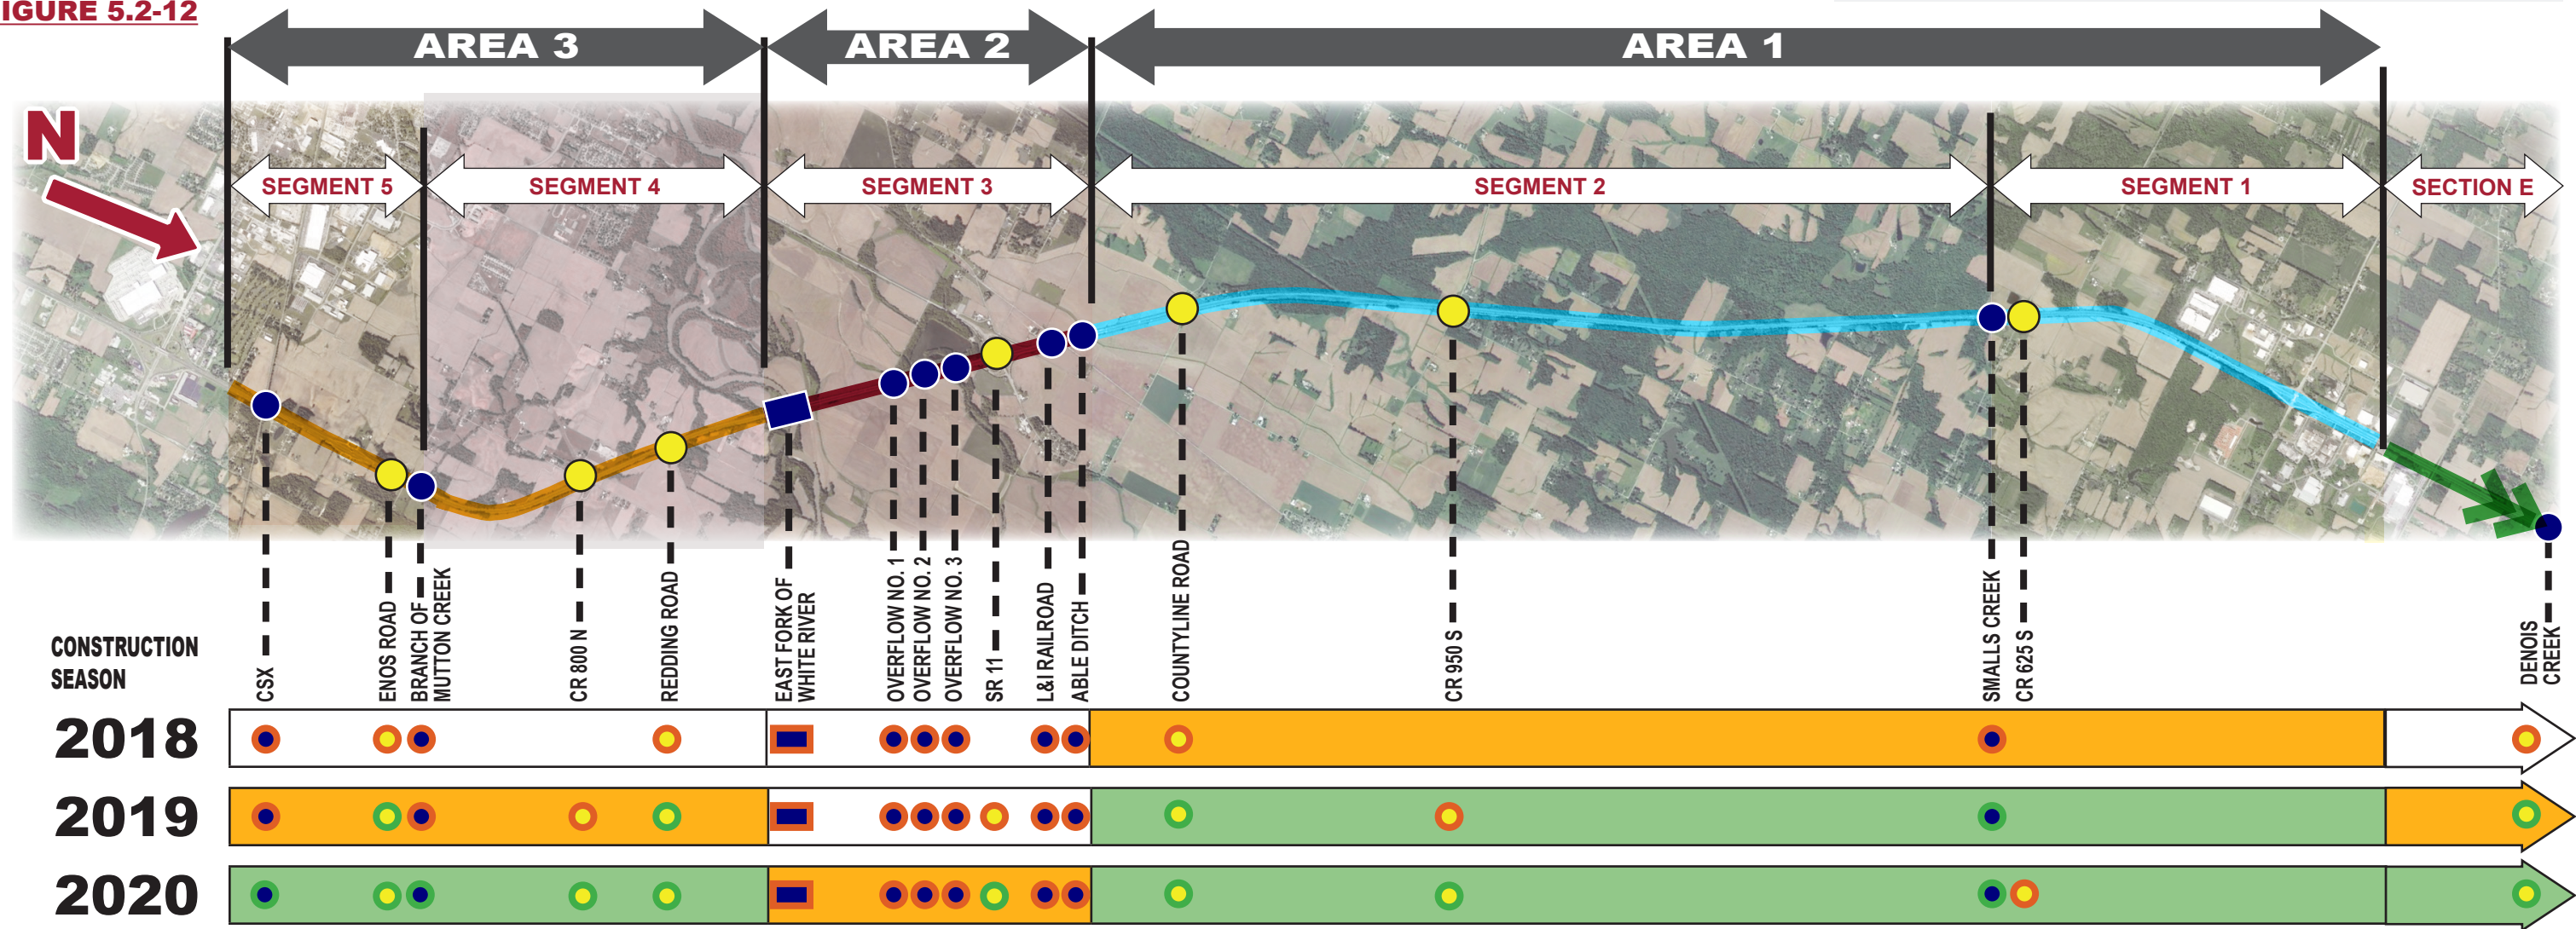 IGURE 5.2-12
AREA 3
AREA 2
AREA 1
N
SEGMENT 5
SEGMENT 4
SEGMENT 3
SEGMENT 2
SEGMENT 1
SECTION E
CONSTRUCTION
SEASON
CSX
ENOS ROAD
BRANCH OF
MUTTON CREEK
CR 800 N
REDDING ROAD
EAST FORK OF
WHITE RIVER
OVERFLOW NO. 1
OVERFLOW NO. 2
OVERFLOW NO. 3
SR 11
L&I RAILROAD
ABLE DITCH
COUNTYLINE ROAD
CR 950 S
SMALLS CREEK
CR 625 S
DENOIS
CREEK
2018
2019
2020